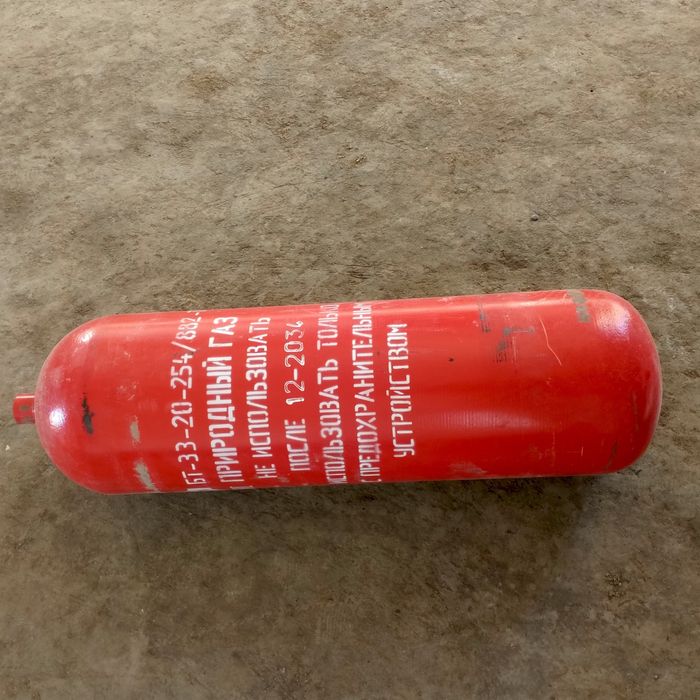 БТ-33-20-254/882
ПРИРОДНЫЙ ГАЗ
НЕ ИСПОЛЬЗОВАТЬ
ПОСЛЕ 12-2034
ИСПОЛЬЗОВАТЬ ТОЛЬКО
С ПРЕДОХРАНИТЕЛЬНЫМ
УСТРОЙСТВОМ